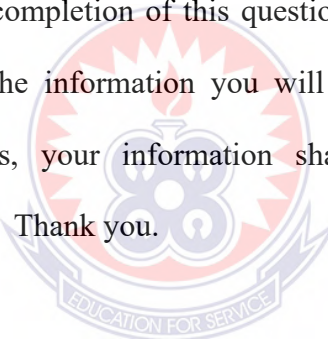 completion of this questio
he information you will
s, your information sha
Thank you.
EDUCATION FOR SERVICE